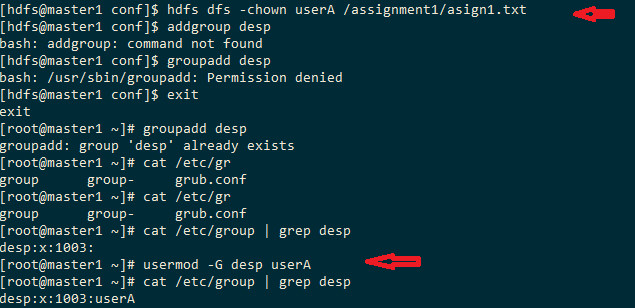 [hdfs@master1 conf]$ hdfs dfs -chown userA /assignment1/asign1.txt
[hdfs@master1 conf]$ addgroup desp
bash: addgroup: command not found
[hdfs@master1 conf]$ groupadd desp
bash: /usr/sbin/groupadd: Permission denied
[hdfs@master1 conf]$ exit
exit
[root@master1 ~]# groupadd desp
groupadd: group 'desp' already exists
[root@master1 ~]# cat /etc/gr
group group- grub.conf
[root@master1 ~]# cat /etc/gr
group group- grub.conf
[root@master1 ~]# cat /etc/group | grep desp
desp:x:1003:
[root@master1 ~]# usermod -G desp userA
[root@master1 ~]# cat /etc/group | grep desp
desp:x:1003:userA